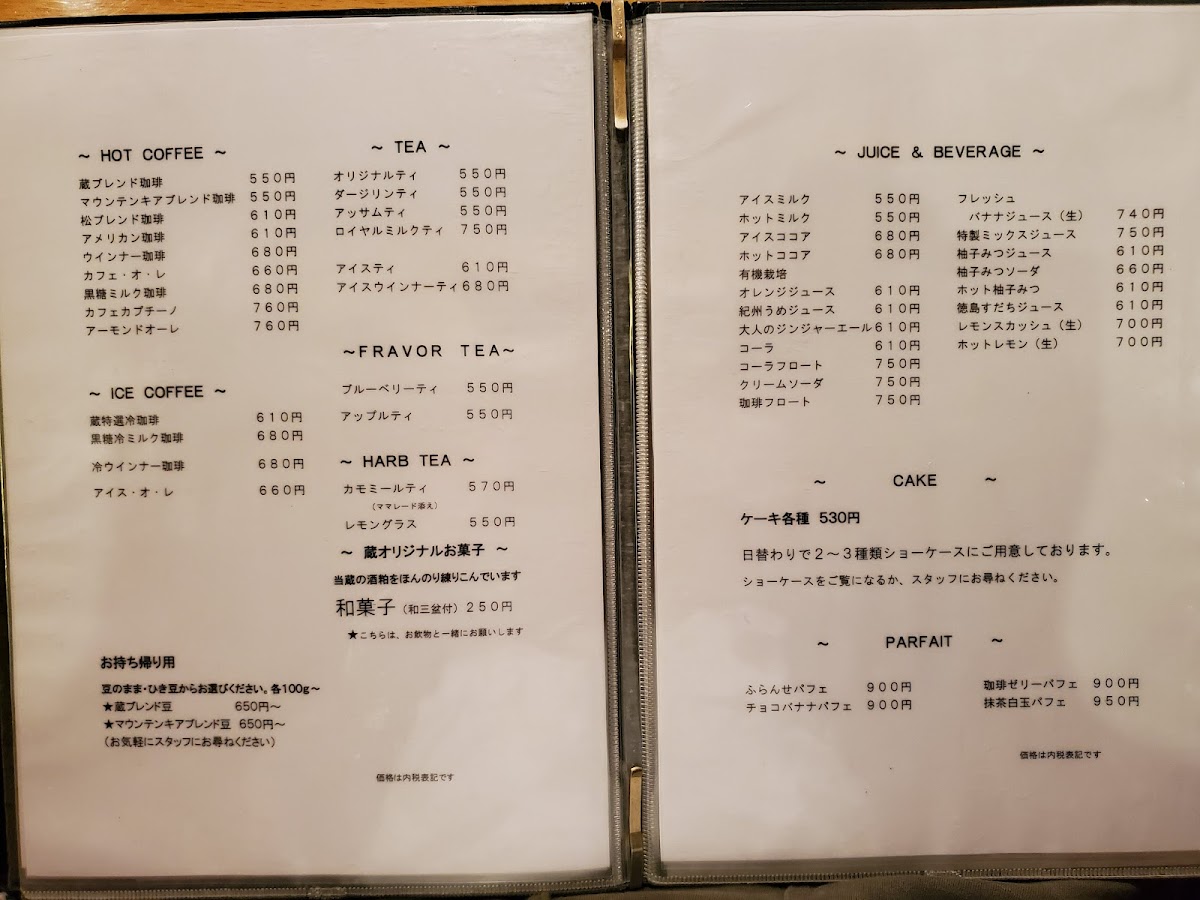 ～ HOT COFFEE ～
蔵ブレンド珈琲 550円
マウンテンキアブレンド珈琲 550円
松ブレンド珈琲 610円
アメリカン珈琲 610円
ウインナー珈琲 680円
カフェ・オ・レ 660円
黒糖ミルク珈琲 680円
カフェカプチーノ 760円
アーモンドオーレ 760円
～ ICE COFFEE ～
蔵特選冷珈琲 610円
黒糖冷ミルク珈琲 680円
冷ウインナー珈琲 680円
アイス・オ・レ 660円
お持ち帰り用
豆のまま・ひき豆からお選びください。各100g～
★蔵ブレンド豆 650円～
★マウンテンキアブレンド豆 650円～
（お気軽にスタッフにお尋ねください）
～ TEA ～
オリジナルティ 550円
ダージリンティ 550円
アッサムティ 550円
ロイヤルミルクティ 750円
アイスティ 610円
アイスウインナーティ 680円
～FRAVOR TEA～
ブルーベリーティ 550円
アップルティ 550円
～ HARB TEA ～
カモミールティ 570円
（ママレード添え）
レモングラス 550円
～ 蔵オリジナルお菓子 ～
当蔵の酒粕をほんのり練りこんでいます
和菓子（和三盆付）250円
★こちらは、お飲物と一緒にお願いします
価格は内税表記です
～ JUICE & BEVERAGE ～
アイスミルク 550円
ホットミルク 550円
アイスココア 680円
ホットココア 680円
有機栽培
オレンジジュース 610円
紀州うめジュース 610円
大人のジンジャーエール 610円
コーラ 610円
コーラフロート 750円
クリームソーダ 750円
珈琲フロート 750円
フレッシュ
バナナジュース（生） 740円
特製ミックスジュース 750円
柚子みつジュース 610円
柚子みつソーダ 660円
ホット柚子みつ 610円
徳島すだちジュース 610円
レモンスカッシュ（生） 700円
ホットレモン（生） 700円
～ CAKE ～
ケーキ各種 530円
日替わりで２～３種類ショーケースにご用意しております。
ショーケースをご覧になるか、スタッフにお尋ねください。
～ PARFAIT ～
ふらんせパフェ 900円
チョコバナナパフェ 900円
珈琲ゼリーパフェ 900円
抹茶白玉パフェ 950円
価格は内税表記です